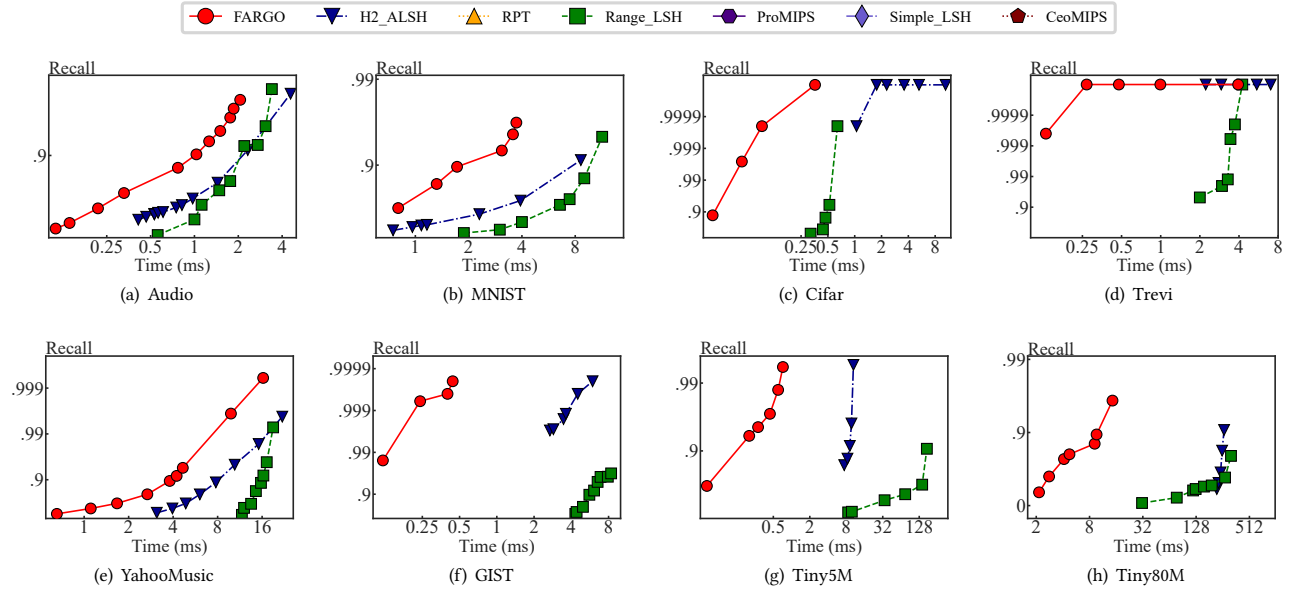 FARGO H2_ALSH RPT Range_LSH ProMIPS Simple_LSH CeoMIPS
Recall
.9
0.25 0.5 1 2 4
Time (ms)
(a) Audio
Recall
.99
.9
2 4 8
Time (ms)
(b) MNIST
Recall
.9999
.999
.99
.9
0.25 0.5 1 2 4 8
Time (ms)
(c) Cifar
Recall
.9999
.999
.99
.9
0.25 0.5 1 2 4 8
Time (ms)
(d) Trevi
Recall
.999
.99
.9
1 2 4 8 16
Time (ms)
(e) YahooMusic
Recall
.9999
.999
.9
0.25 0.5 1 2 4 8
Time (ms)
(f) GIST
Recall
.99
.9
0.5 2 8 32 128
Time (ms)
(g) Tiny5M
Recall
.99
.9
0
2 8 32 128 512
Time (ms)
(h) Tiny80M